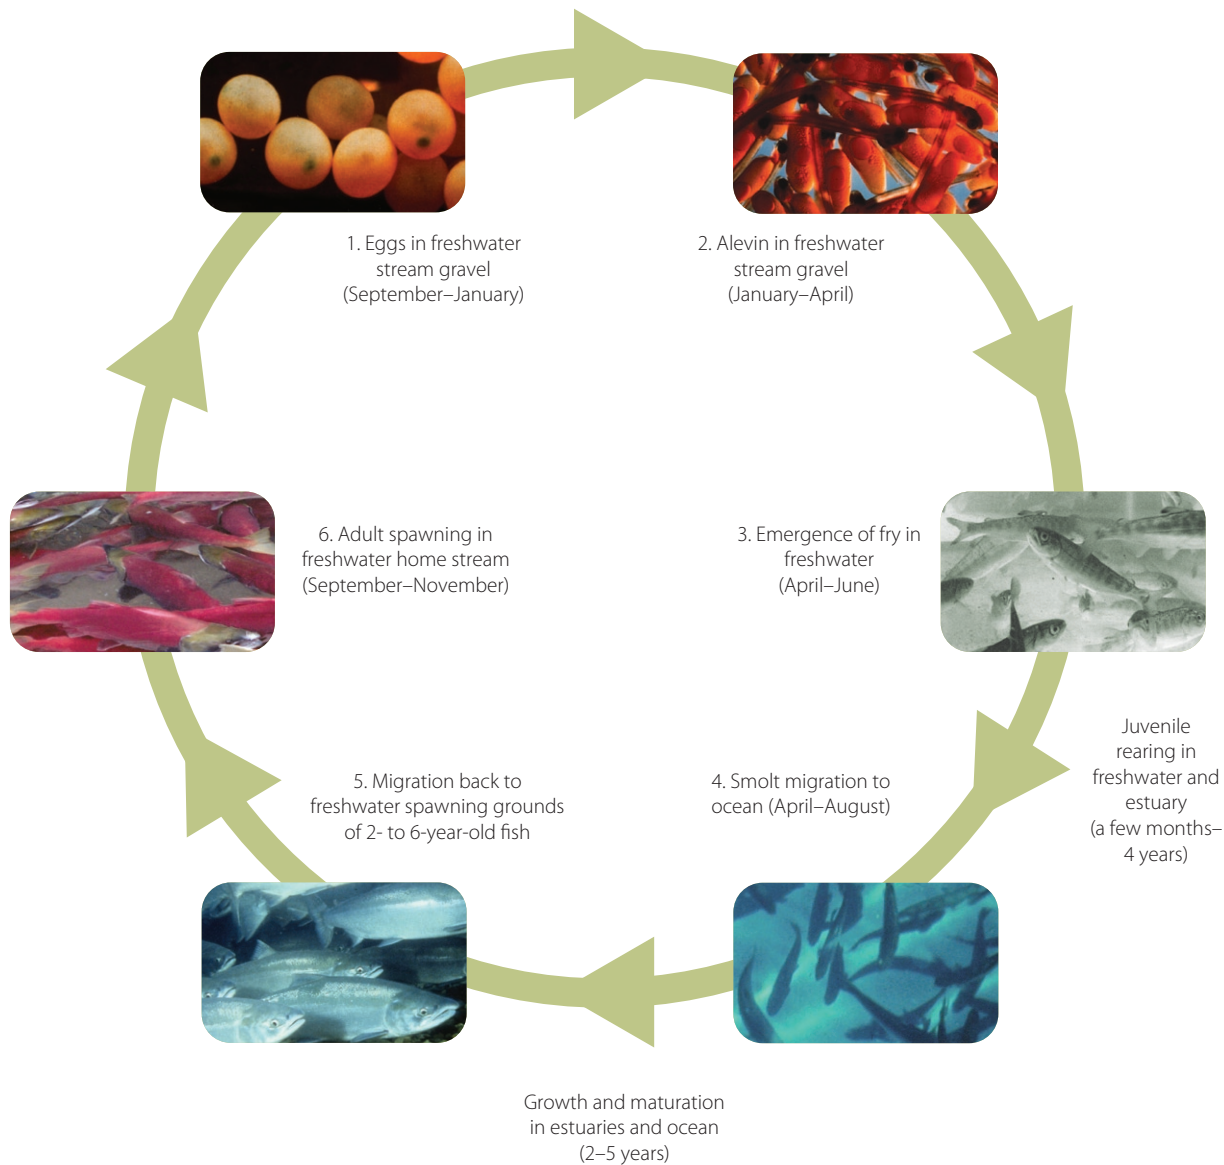 1. Eggs in freshwater
stream gravel
(September–January)
2. Alevin in freshwater
stream gravel
(January–April)
3. Emergence of fry in
freshwater
(April–June)
Juvenile
rearing in
freshwater and
estuary
(a few months–
4 years)
4. Smolt migration to
ocean (April–August)
Growth and maturation
in estuaries and ocean
(2–5 years)
5. Migration back to
freshwater spawning grounds
of 2- to 6-year-old fish
6. Adult spawning in
freshwater home stream
(September–November)